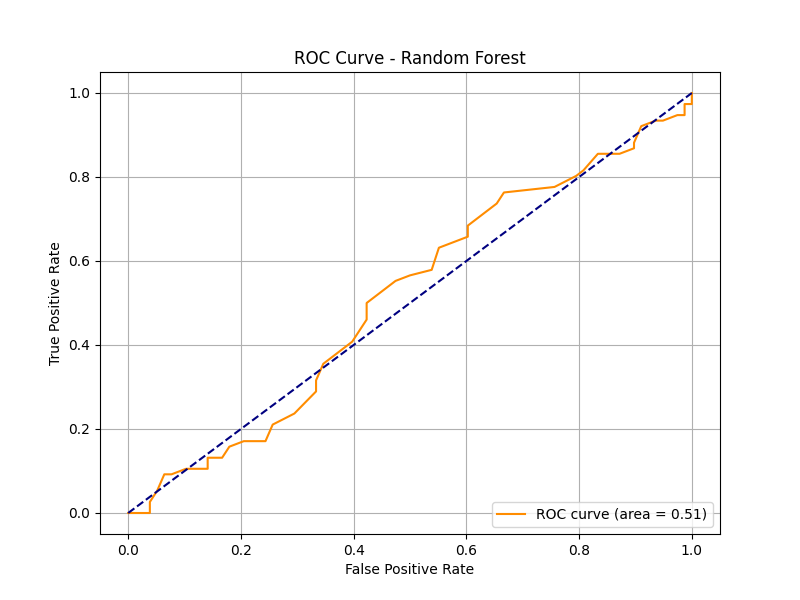 ROC Curve - Random Forest
True Positive Rate
1.0
0.8
0.6
0.4
0.2
0.0
ROC curve (area = 0.51)
0.0 0.2 0.4 0.6 0.8 1.0
False Positive Rate